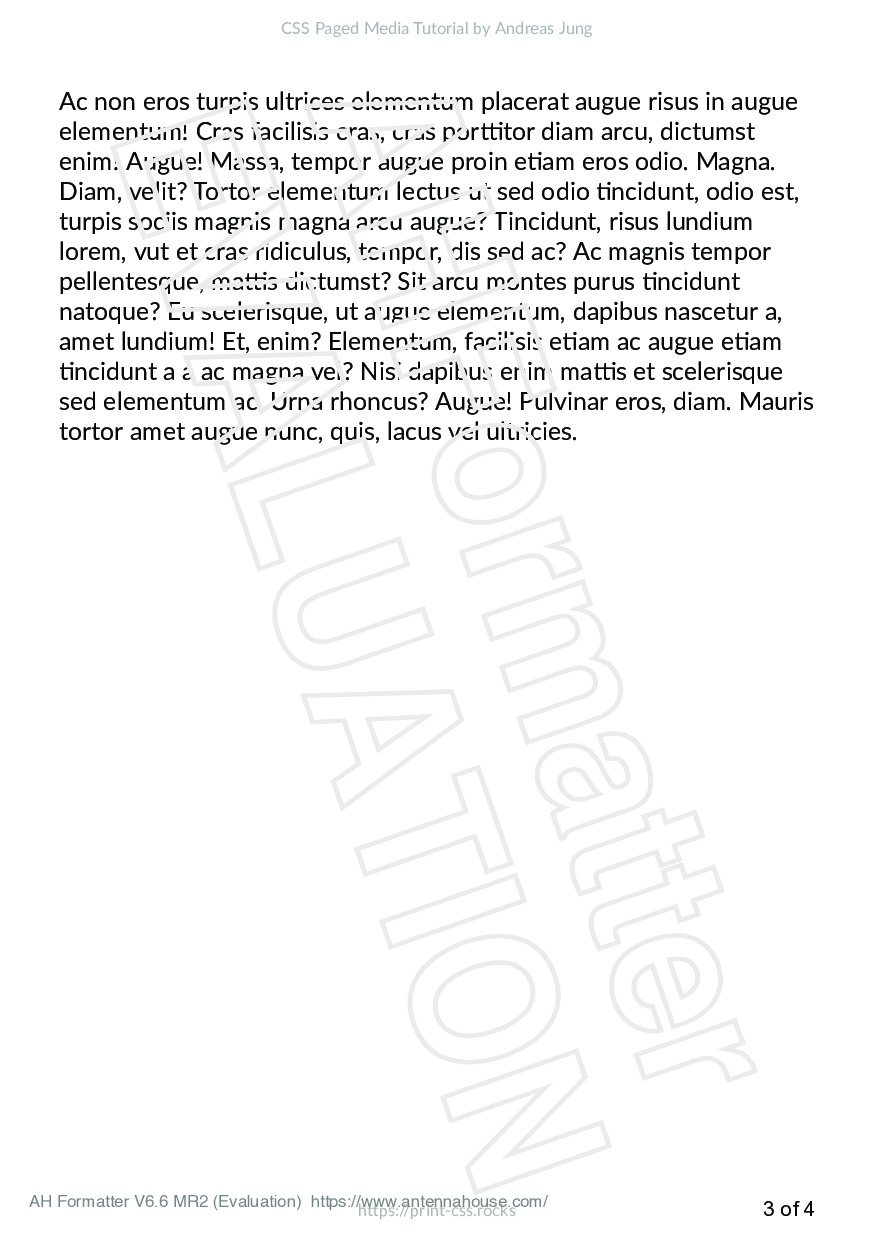 CSS Paged Media Tutorial by Andreas Jung
Ac non eros turpis ultrices elementum placerat augue risus in augue
elementum! Cras facilisis cras, cras porttitor diam arcu, dictumst
enim! Augue! Massa, tempor augue proin etiam eros odio. Magna.
Diam, velit? Tortor elementum lectus ut sed odio tincidunt, odio est,
turpis sociis magnis magna arcu augue? Tincidunt, risus lundium
lorem, vut et cras ridiculus, tempor, dis sed ac? Ac magnis tempor
pellentesque, mattis dictumst? Sit arcu montes purus tincidunt
natoque? Eu scelerisque, ut augue elementum, dapibus nascetur a,
amet lundium! Et, enim? Elementum, facilisis etiam ac augue etiam
tincidunt a a ac magna vel? Nisi dapibus enim mattis et scelerisque
sed elementum ac. Urna rhoncus? Augue! Pulvinar eros, diam. Mauris
tortor amet augue nunc, quis, lacus vel ultricies.
AHFormatter
EVALUATION
AH Formatter V6.6 MR2 (Evaluation) https://www.antennahouse.com/
https://print-css.rocks
3 of 4